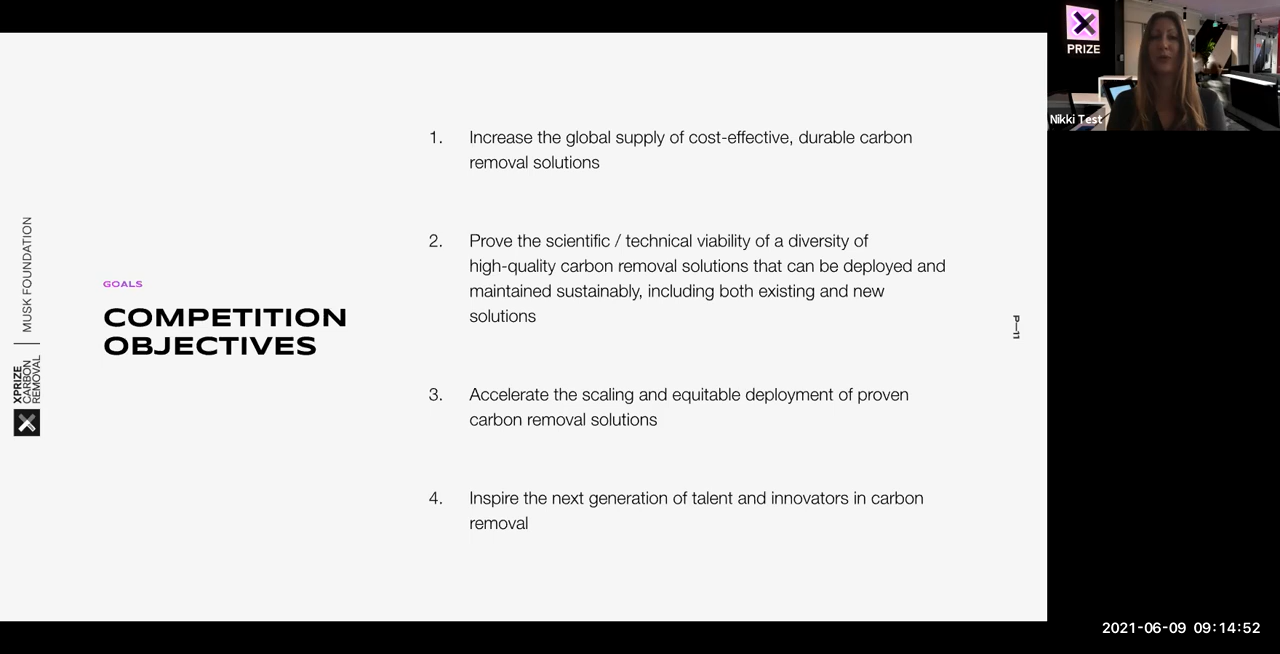 PRIZE
Nikki Test
1. Increase the global supply of cost-effective, durable carbon
removal solutions
2. Prove the scientific / technical viability of a diversity of
high-quality carbon removal solutions that can be deployed and
maintained sustainably, including both existing and new
solutions
3. Accelerate the scaling and equitable deployment of proven
carbon removal solutions
4. Inspire the next generation of talent and innovators in carbon
removal
GOALS
COMPETITION
OBJECTIVES
MUSK FOUNDATION
XPRIZE
CARBON
REMOVAL
P—11
2021-06-09 09:14:52